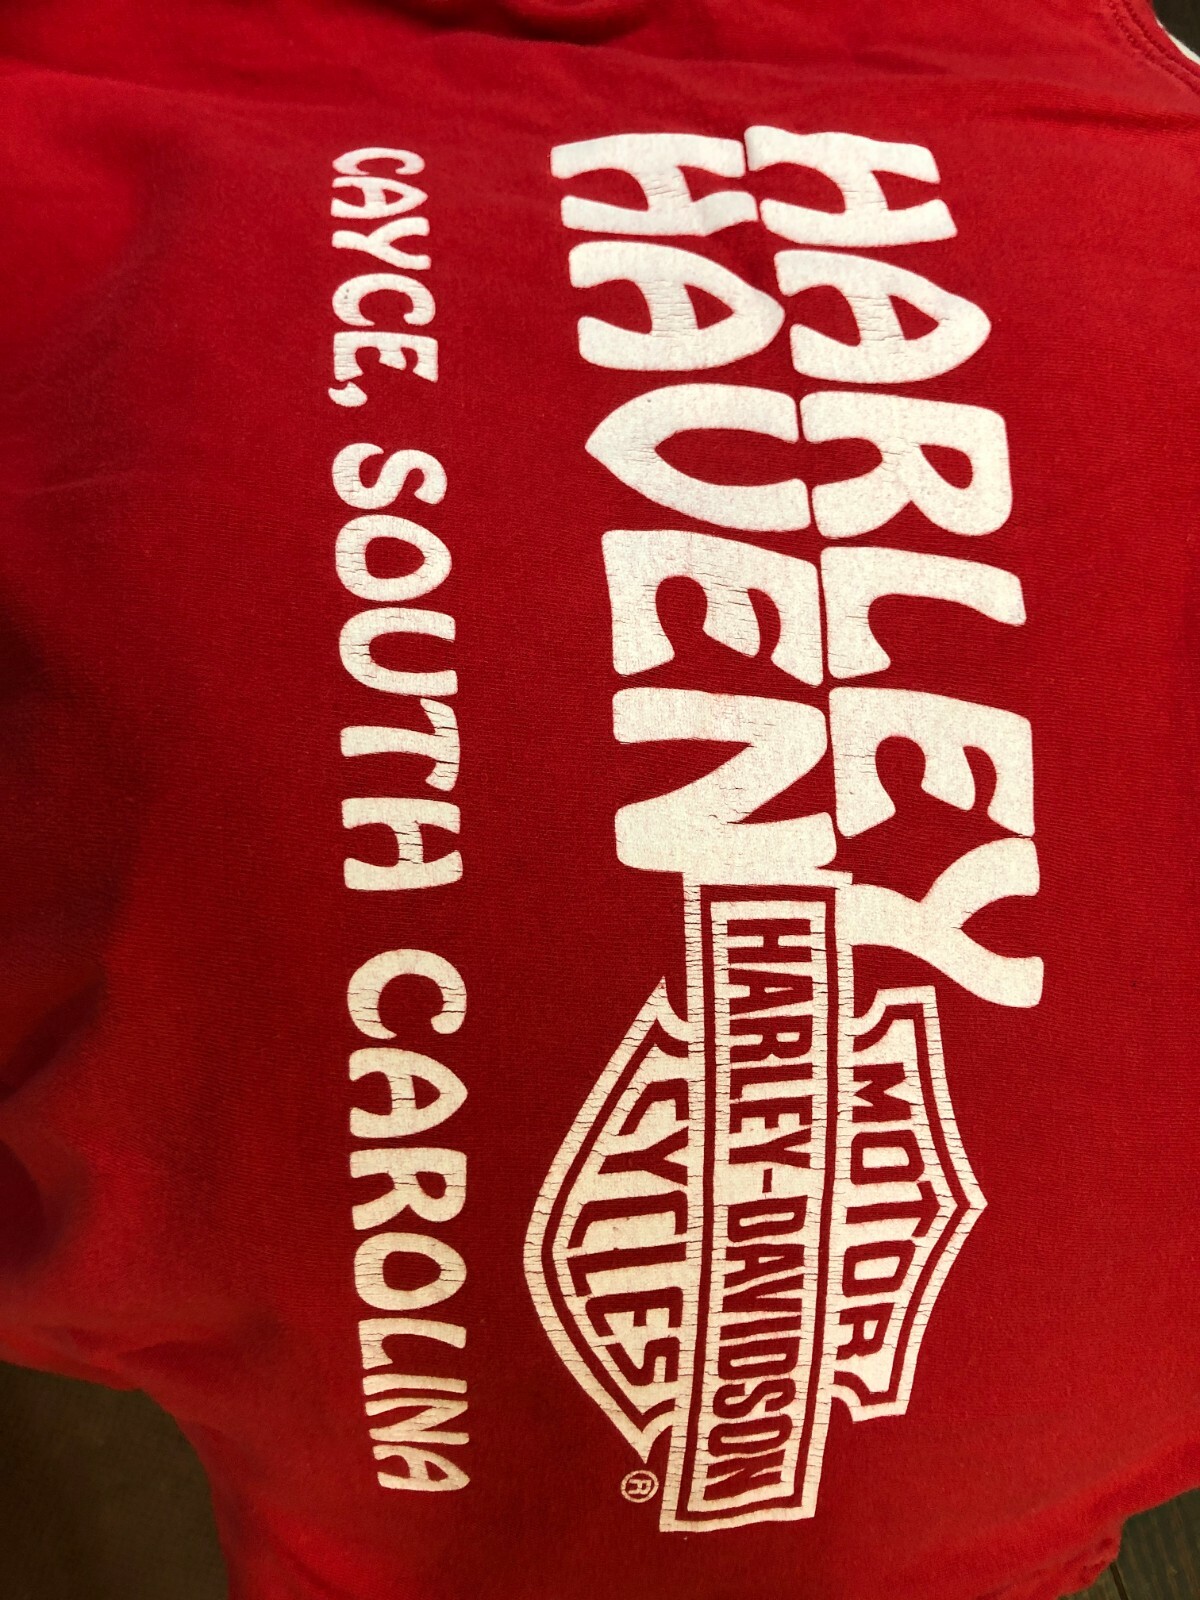 HARLEY
HAVEN
MOTOR
HARLEY-DAVIDSON
CYCLES
®
CAYCE, SOUTH CAROLINA